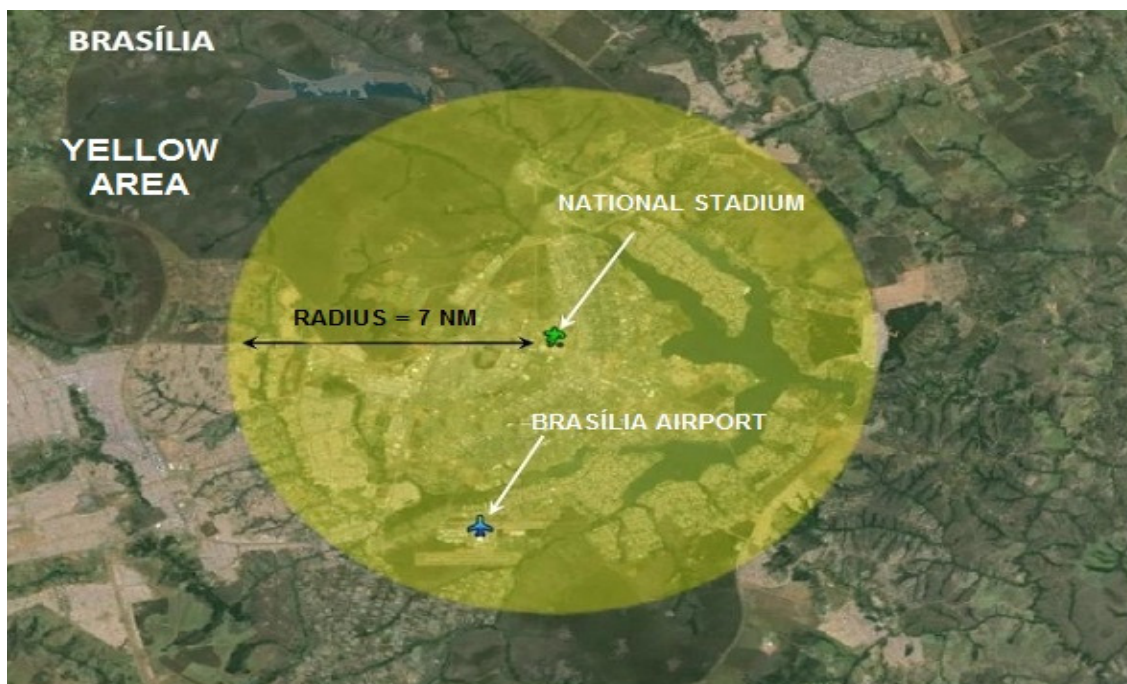 BRASÍLIA
YELLOW
AREA
NATIONAL STADIUM
RADIUS = 7 NM
BRASÍLIA AIRPORT